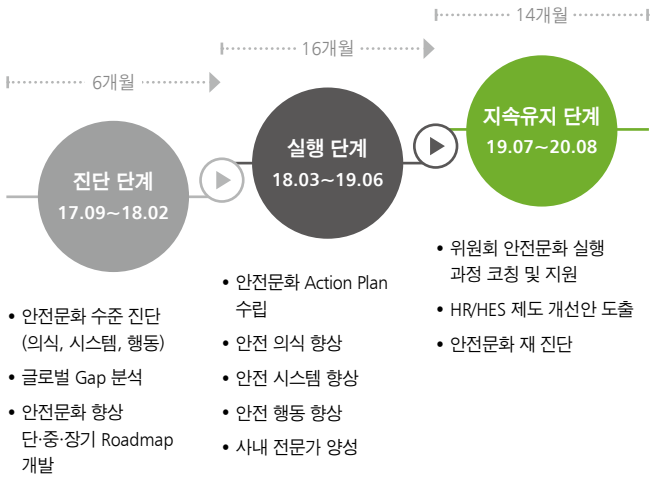 6개월
진단 단계
17.09~18.02
• 안전문화 수준 진단
(의식, 시스템, 행동)
• 글로벌 Gap 분석
• 안전문화 향상
단·중·장기 Roadmap
개발
16개월
실행 단계
18.03~19.06
• 안전문화 Action Plan
수립
• 안전 의식 향상
• 안전 시스템 향상
• 안전 행동 향상
• 사내 전문가 양성
14개월
지속유지 단계
19.07~20.08
• 위원회 안전문화 실행
과정 코칭 및 지원
• HR/HES 제도 개선안 도출
• 안전문화 재 진단